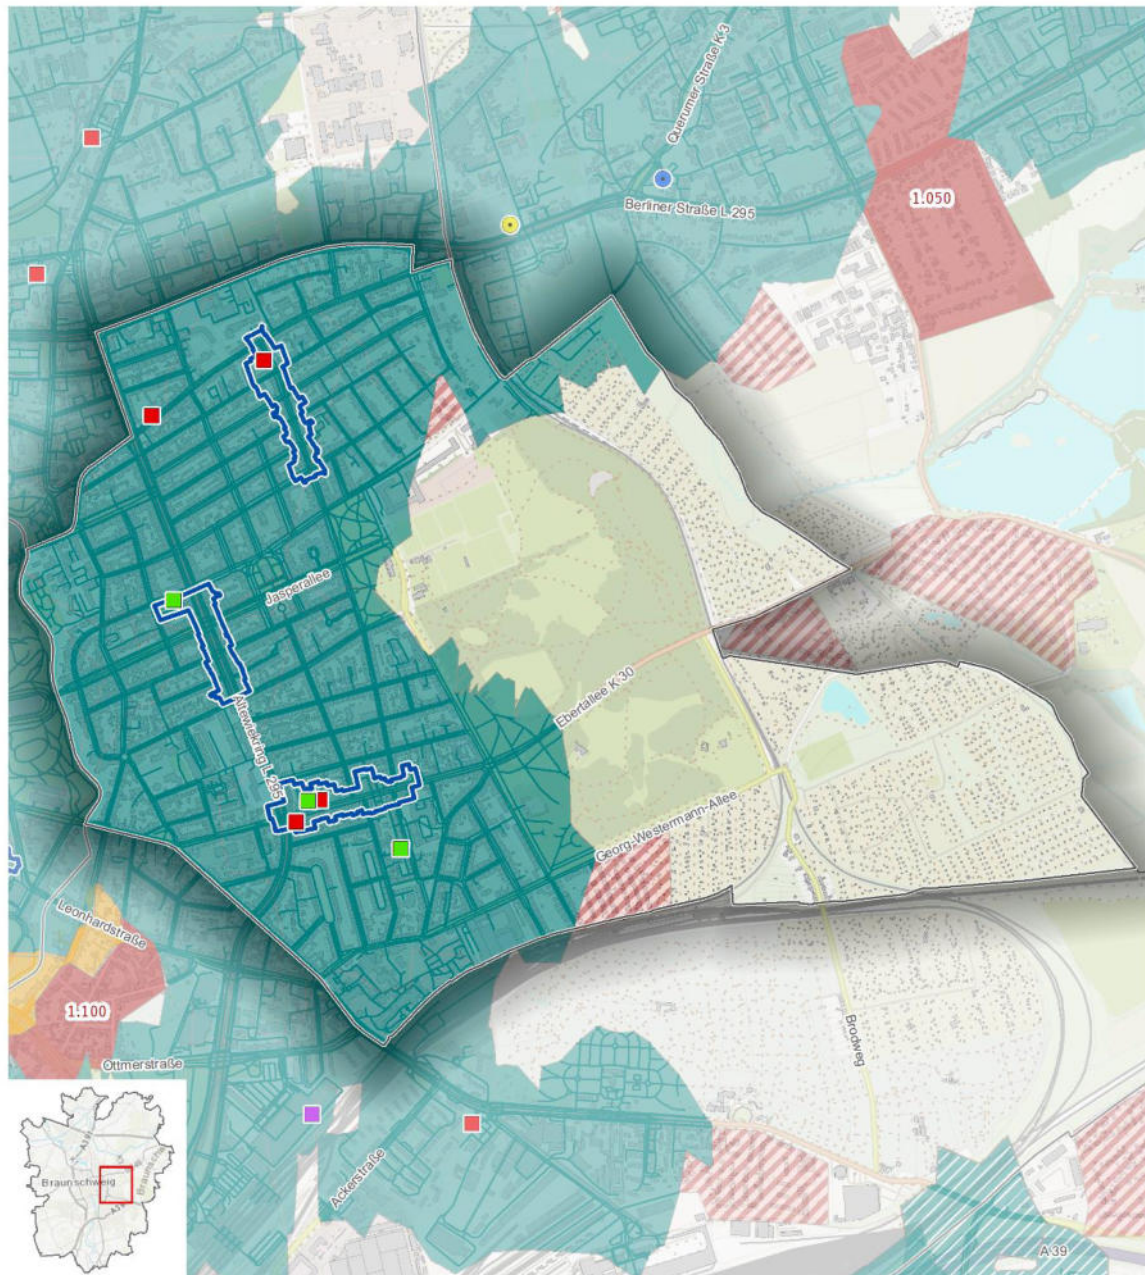 Querumer Straße K 3
1.050
Berliner Straße L 295
Jasperallee
Ebertallee K 30
Altewiekring L 295
Georg-Westermann-Allee
Leonhardstraße
1.100
Brodweg
Ottmerstraße
Ackerstraße
Braunschweig
A 39